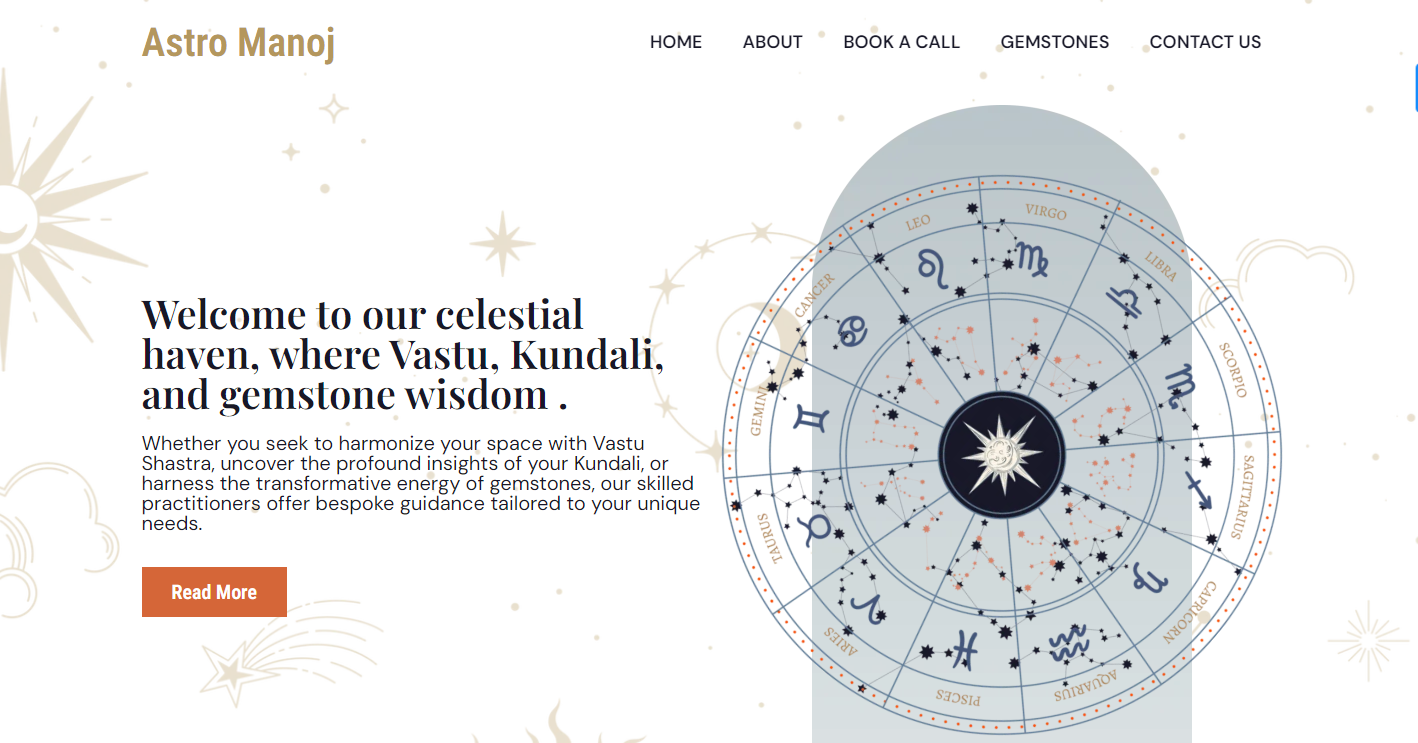 Astro Manoj
HOME ABOUT BOOK A CALL GEMSTONES CONTACT US
Welcome to our celestial
haven, where Vastu, Kundali,
and gemstone wisdom .
Whether you seek to harmonize your space with Vastu
Shastra, uncover the profound insights of your Kundali, or
harness the transformative energy of gemstones, our skilled
practitioners offer bespoke guidance tailored to your unique
needs.
Read More
VIRGO
LIBRA
SCORPIO
SAGITTARIUS
CAPRICORN
AQUARIUS
PISCES
ARIES
TAURUS
GEMINI
CANCER
LEO